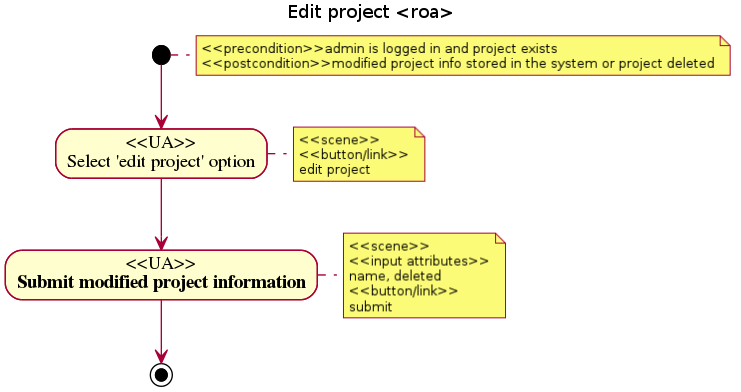 Edit project <roa>
<<precondition>>admin is logged in and project exists
<<postcondition>>modified project info stored in the system or project deleted
<<UA>>
Select 'edit project' option
<<scene>>
<<button/link>>
edit project
<<UA>>
Submit modified project information
<<scene>>
<<input attributes>>
name, deleted
<<button/link>>
submit